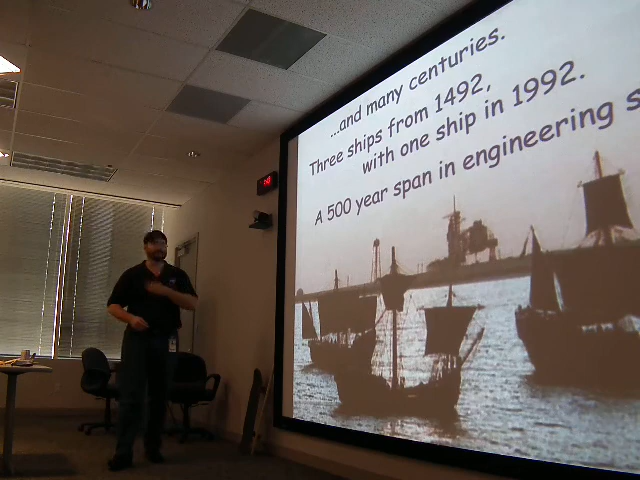 ...and many centuries.
Three ships from 1492,
with one ship in 1992.
A 500 year span in engineering s